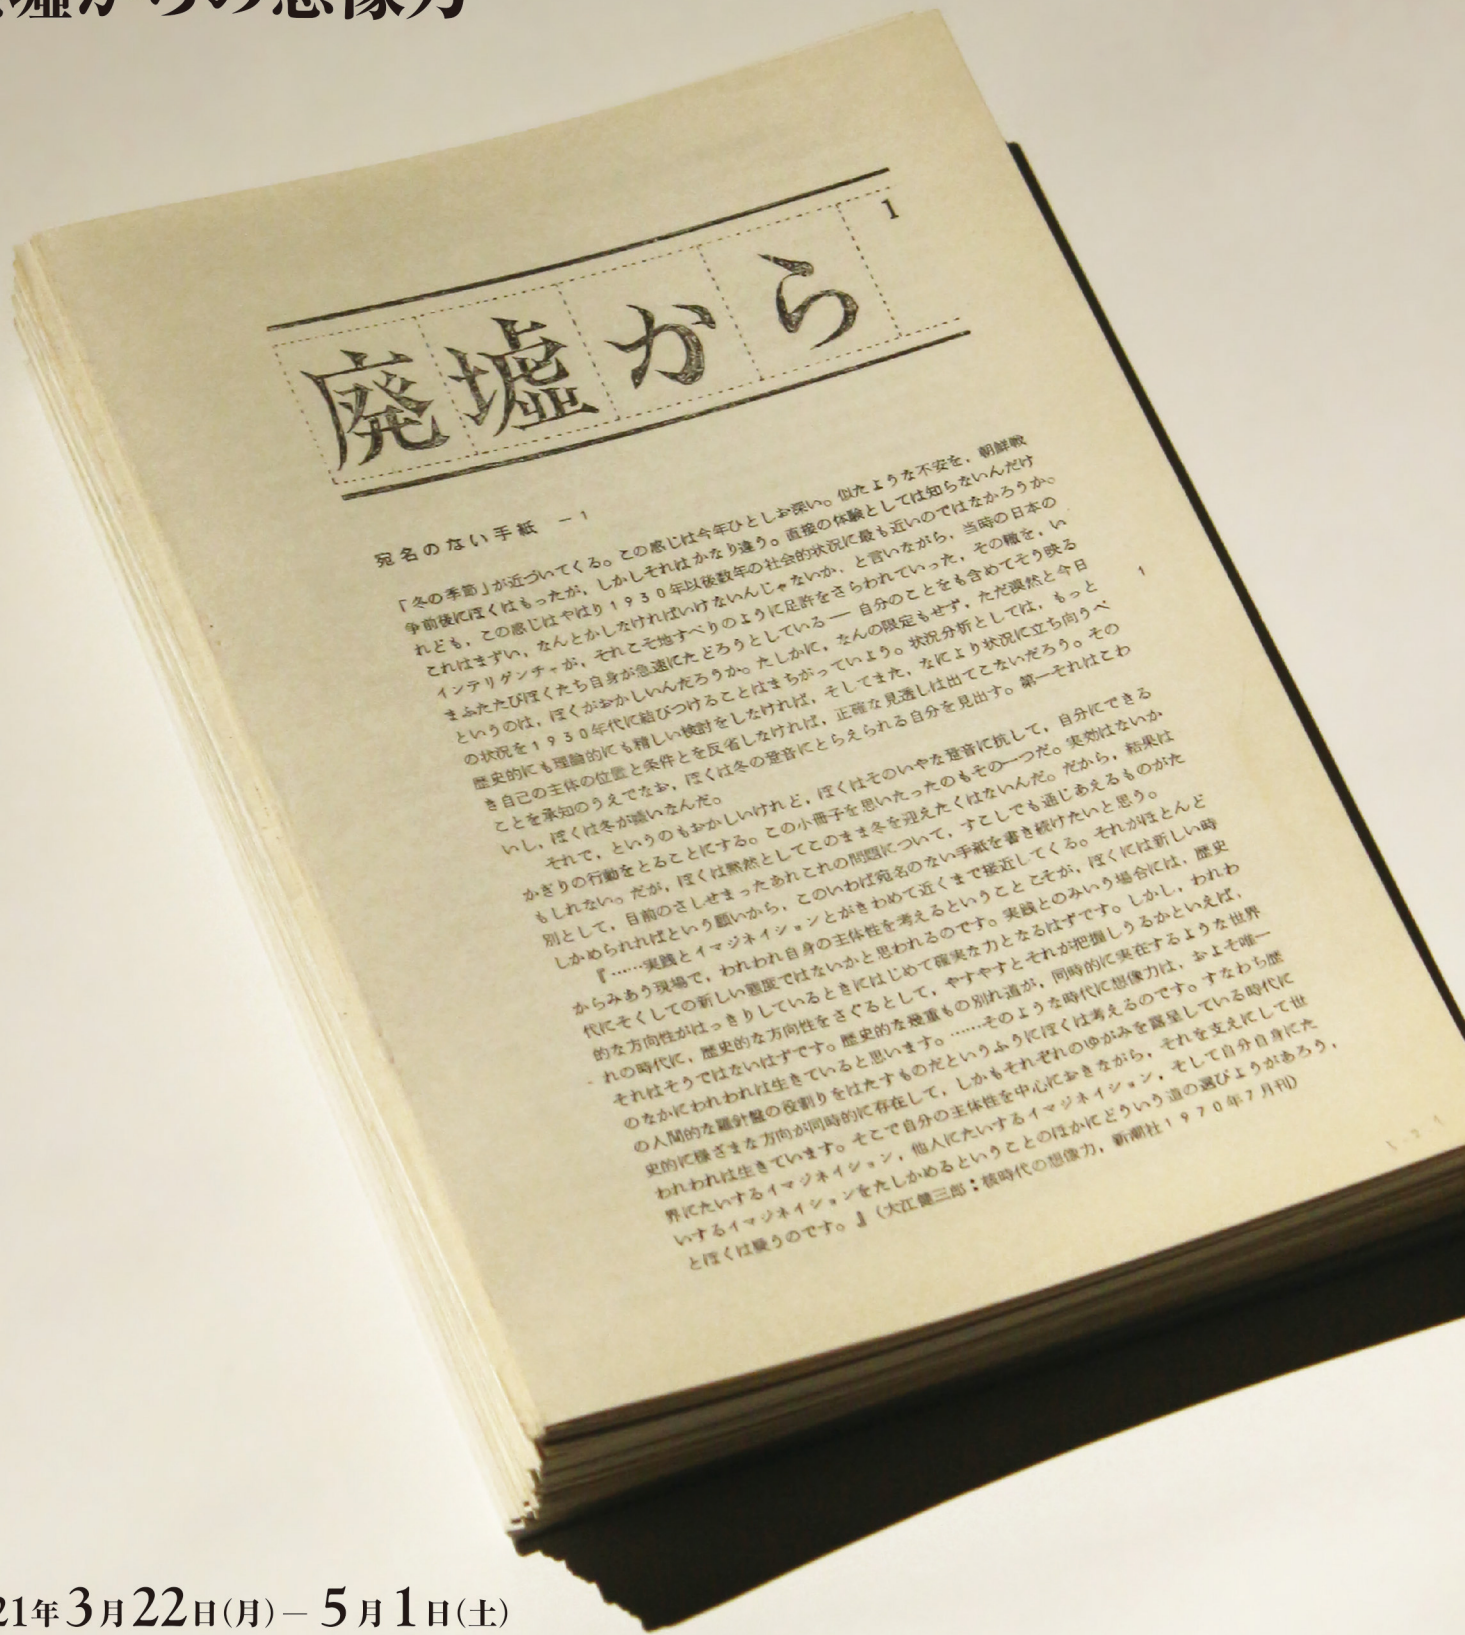 墟からの想像力
1
廃墟から
宛名のない手紙 －1
「冬の季節」が近づいてくる。この感じは今年ひとしお深い。似たような不安を、朝鮮戦
争前後にぼくはもったが、しかしそれはかなり違う。直接の体験としては知らないんだけ
れども、この感じはやはり1930年以後数年の社会的状況に最も近いのではなかろうか。
これはまずい、なんとかしなければいけないんじゃないか、と言いながら、当時の日本の
インテリゲンチャが、それこそ地すべりのように足許をさらわれていった、その轍を、い
まふたたびぼくたち自身が急速にたどろうとしている——自分のことをも含めてそう映る
というのは、ぼくがおかしいんだろうか。たしかに、なんの限定もせず、ただ漠然と今日
の状況を1930年代に結びつけることはまちがっていよう。状況分析としては、もっと
歴史的にも理論的にも精しい検討をしなければ、そしてまた、なにより状況に立ち向うべ
き自己の主体の位置と条件とを反省しなければ、正確な見透しは出てこないだろう。その
ことを承知のうえでなお、ぼくは冬の跫音にとらえられる自分を見出す。第一それはこわ
いし、ぼくは冬が嫌いなんだ。
それで、というのもおかしいけれど、ぼくはそのいやな跫音に抗して、自分にできる
かぎりの行動をとることにする。この小冊子を思いたったのもその一つだ。実効はないか
もしれない。だが、ぼくは黙然としてこのまま冬を迎えたくはないんだ。だから、結果は
別として、目前のさしせまったあれこれの問題について、すこしでも通じあえるものがた
しかめられればという願いから、このいわば宛名のない手紙を書き続けたいと思う。
『……実践とイマジネイションとがきわめて近くまで接近してくる。それがほとんど
からみあう現場で、われわれ自身の主体性を考えるということこそが、ぼくには新しい時
代にそくしての新しい態度ではないかと思われるのです。実践とのみいう場合には、歴史
的な方向性がはっきりしているときにはじめて確実な力となるはずです。しかし、われわ
れの時代に、歴史的な方向性をさぐるとして、やすやすとそれが把握しうるかといえば、
それはそうではないはずです。歴史的な幾重もの別れ道が、同時的に実在するような世界
のなかにわれわれは生きていると思います。……そのような時代に想像力は、およそ唯一
の人間的な羅針盤の役割りをはたすものだというふうにぼくは考えるのです。すなわち歴
史的に様ざまな方向が同時的に存在して、しかもそれぞれのゆがみを露呈している時代に
われわれは生きています。そこで自分の主体性を中心におきながら、それを支えにして世
界にたいするイマジネイション、他人にたいするイマジネイション、そして自分自身にた
いするイマジネイションをたしかめるということのほかにどういう道の選びようがあろう、
とぼくは疑うのです。』（大江健三郎：核時代の想像力、新潮社1970年7月刊）
1
21年3月22日(月)－5月1日(土)